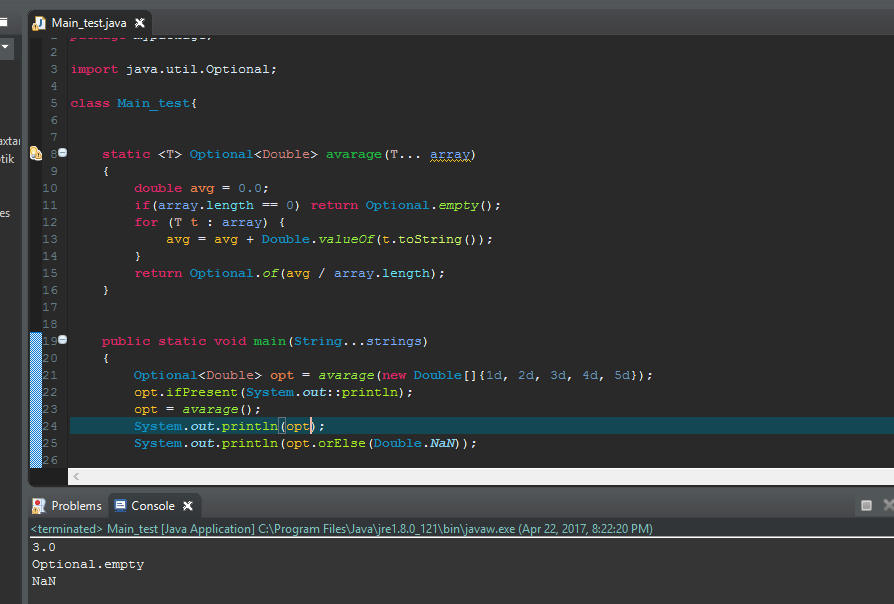 Main_test.java
2
3 import java.util.Optional;
4
5 class Main_test{
6
7
8 static <T> Optional<Double> avarage(T... array)
9 {
10 double avg = 0.0;
11 if(array.length == 0) return Optional.empty();
12 for (T t : array) {
13 avg = avg + Double.valueOf(t.toString());
14 }
15 return Optional.of(avg / array.length);
16 }
17
18
19 public static void main(String...strings)
20 {
21 Optional<Double> opt = avarage(new Double[]{1d, 2d, 3d, 4d, 5d});
22 opt.ifPresent(System.out::println);
23 opt = avarage();
24 System.out.println(opt);
25 System.out.println(opt.orElse(Double.NaN));
26
Problems Console
<terminated> Main_test [Java Application] C:\Program Files\Java\jre1.8.0_121\bin\javaw.exe (Apr 22, 2017, 8:22:20 PM)
3.0
Optional.empty
NaN